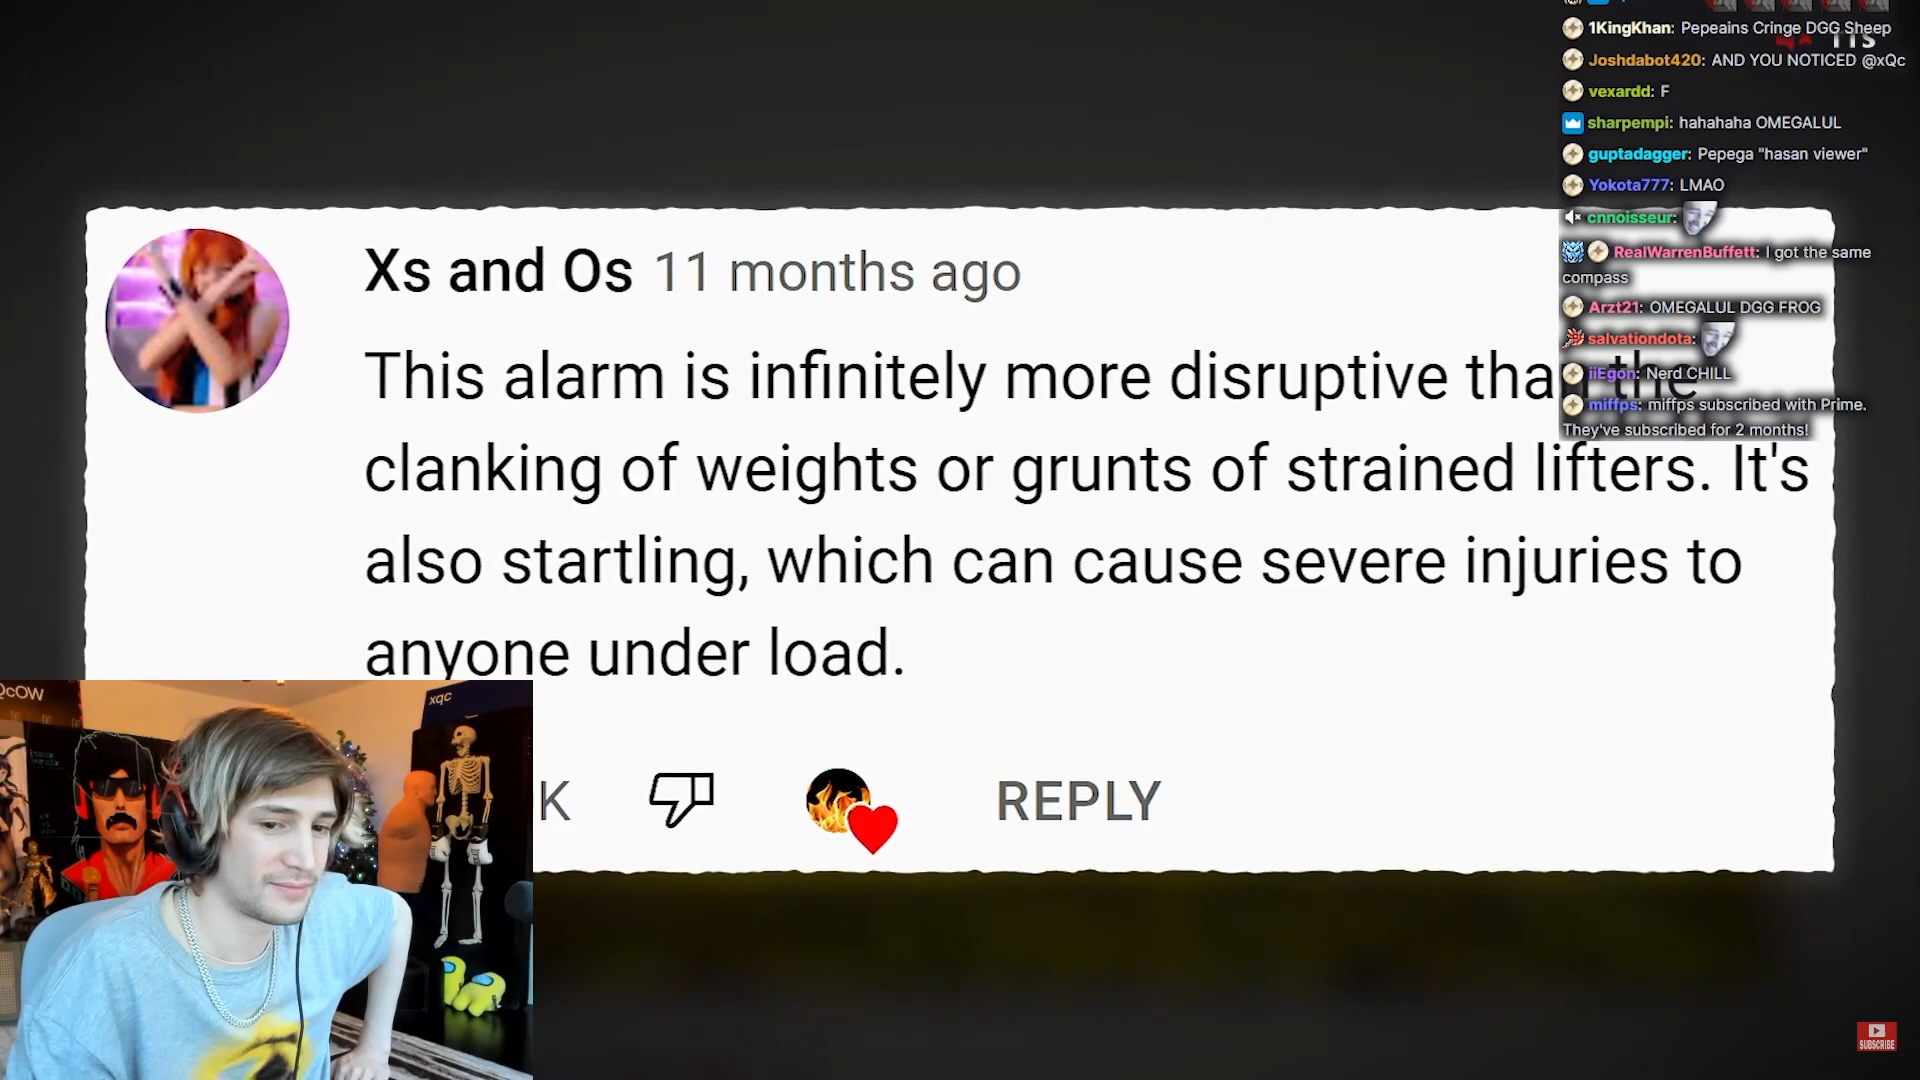 1KingKhan: Pepeains Cringe DGG Sheep
Joshdabot420: AND YOU NOTICED @xQc
vexardd: F
sharpempi: hahahaha OMEGALUL
guptadagger: Pepega "hasan viewer"
Yokota777: LMAO
cnnoisseur:
RealWarrenBuffett: I got the same
compass
Arzt21: OMEGALUL DGG FROG
salvationdota:
iiEgon: Nerd CHILL
miffps: miffps subscribed with Prime.
They've subscribed for 2 months!
Xs and Os 11 months ago
This alarm is infinitely more disruptive than the
clanking of weights or grunts of strained lifters. It's
also startling, which can cause severe injuries to
anyone under load.
K REPLY
QcOW
xqc
SUBSCRIBE